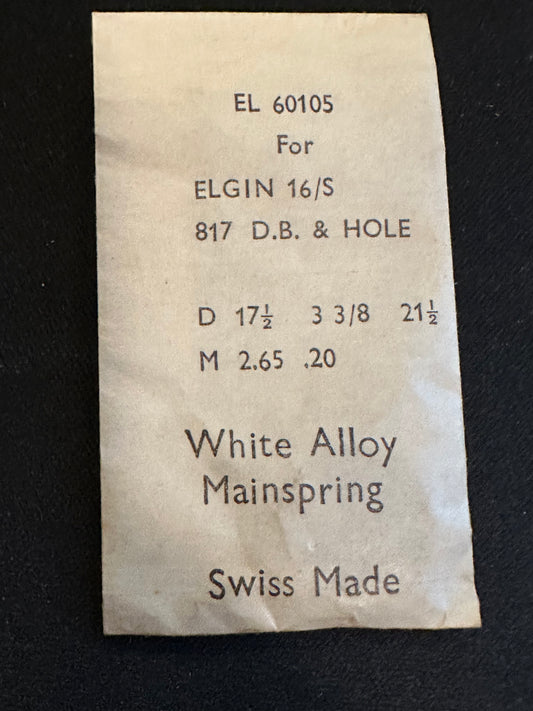 EL 60105
For
ELGIN 16/S
817 D.B. & HOLE
D 17½ 3 3/8 21½
M 2.65 .20
White Alloy
Mainspring
Swiss Made